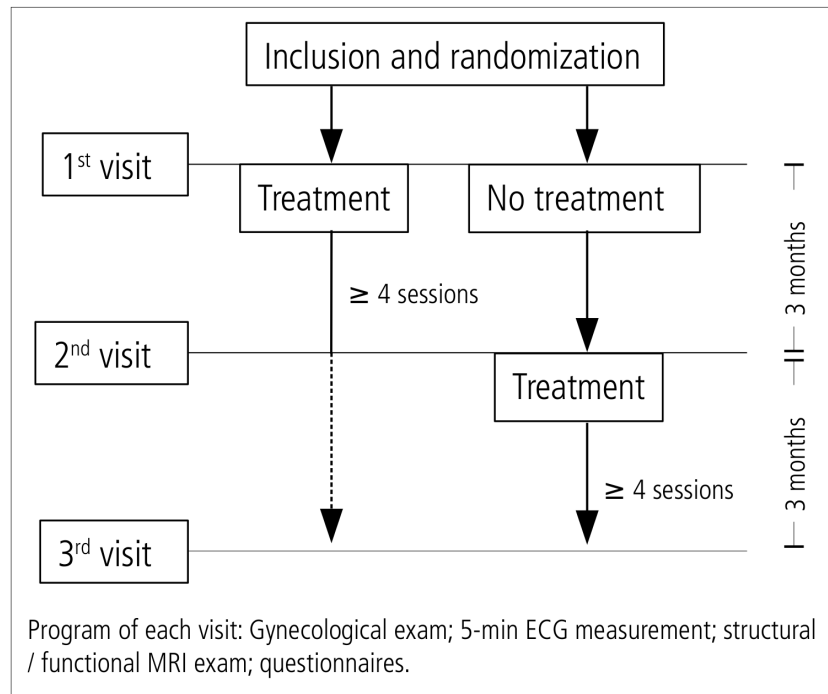 Inclusion and randomization
1st visit
Treatment
No treatment
≥ 4 sessions
3 months
2nd visit
Treatment
≥ 4 sessions
3 months
3rd visit
Program of each visit: Gynecological exam; 5-min ECG measurement; structural
/ functional MRI exam; questionnaires.